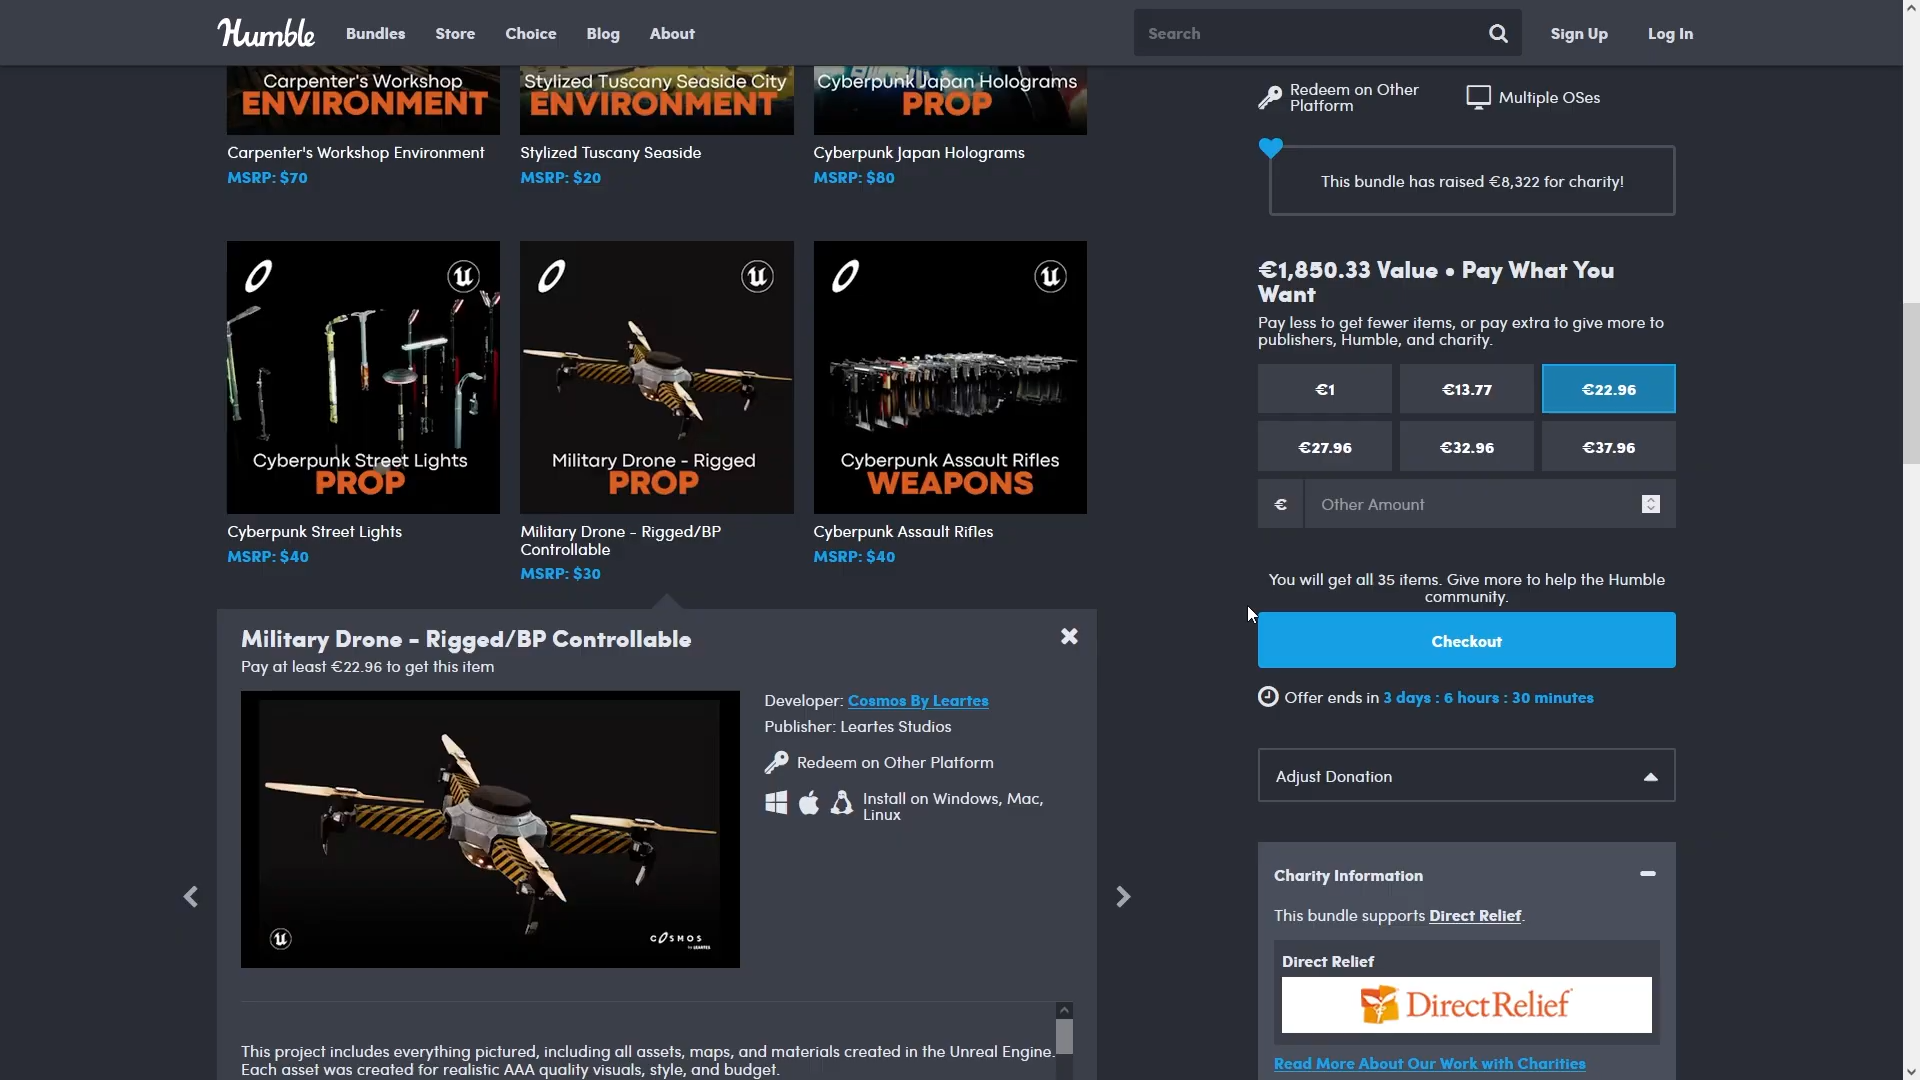 Humble
Bundles
Store
Choice
Blog
About
Search
Sign Up
Log In
Carpenter's Workshop
ENVIRONMENT
Stylized Tuscany Seaside City
ENVIRONMENT
Cyberpunk Japan Holograms
PROP
Carpenter's Workshop Environment
MSRP: $70
Stylized Tuscany Seaside
MSRP: $20
Cyberpunk Japan Holograms
MSRP: $80
Cyberpunk Street Lights
PROP
Military Drone - Rigged
PROP
Cyberpunk Assault Rifles
WEAPONS
Cyberpunk Street Lights
MSRP: $40
Military Drone - Rigged/BP
Controllable
MSRP: $30
Cyberpunk Assault Rifles
MSRP: $40
Military Drone - Rigged/BP Controllable
Pay at least €22.96 to get this item
COSMOS
BY LEARTES
Developer: Cosmos By Leartes
Publisher: Leartes Studios
Redeem on Other Platform
Install on Windows, Mac,
Linux
This project includes everything pictured, including all assets, maps, and materials created in the Unreal Engine.
Each asset was created for realistic AAA quality visuals, style, and budget.
Redeem on Other
Platform
Multiple OSes
This bundle has raised €8,322 for charity!
€1,850.33 Value • Pay What You
Want
Pay less to get fewer items, or pay extra to give more to
publishers, Humble, and charity.
€1
€13.77
€22.96
€27.96
€32.96
€37.96
€
Other Amount
You will get all 35 items. Give more to help the Humble
community.
Checkout
Offer ends in 3 days : 6 hours : 30 minutes
Adjust Donation
Charity Information
This bundle supports Direct Relief.
Direct Relief
DirectRelief
Read More About Our Work with Charities